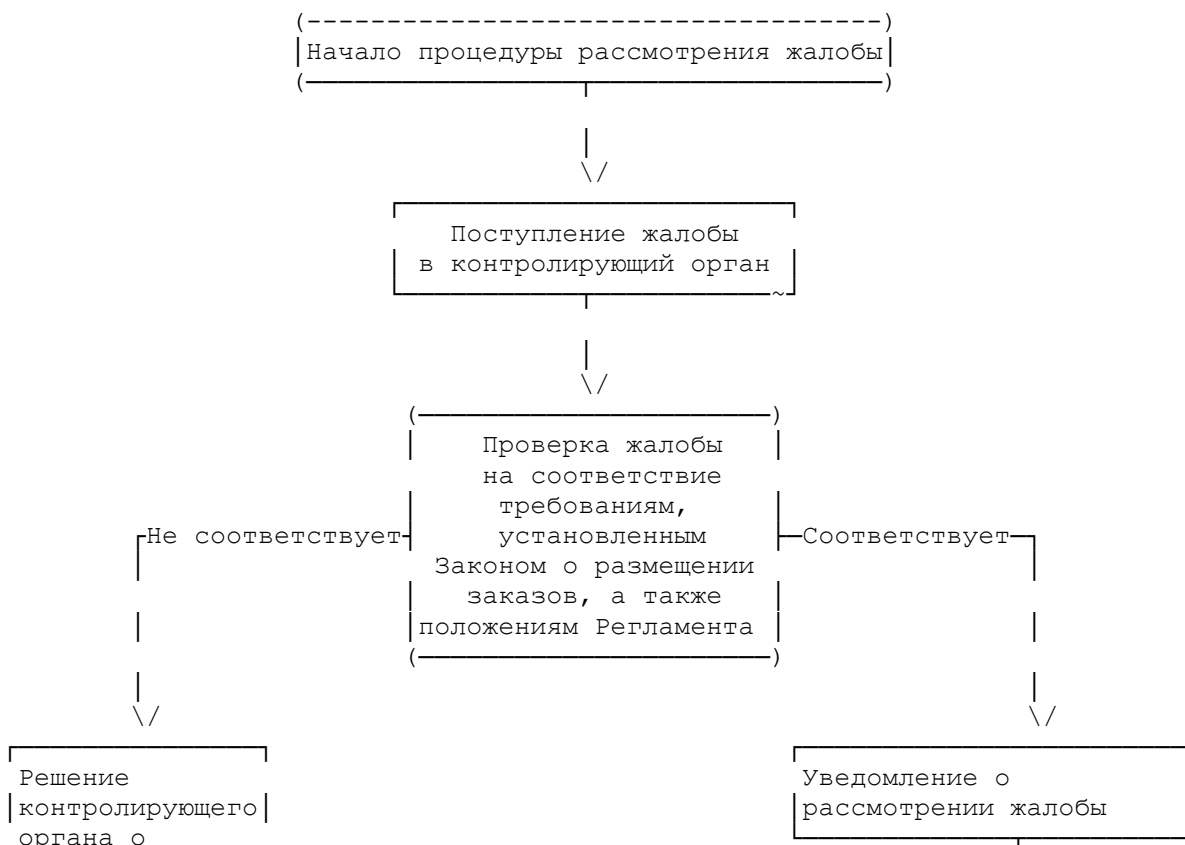 Начало процедуры рассмотрения жалобы
Поступление жалобы
в контролирующий орган
Проверка жалобы
на соответствие
требованиям,
Не соответствует
установленным
Соответствует
Законом о размещении
заказов, а также
положениям Регламента
Решение
контролирующего
органа о
Уведомление о
рассмотрении жалобы